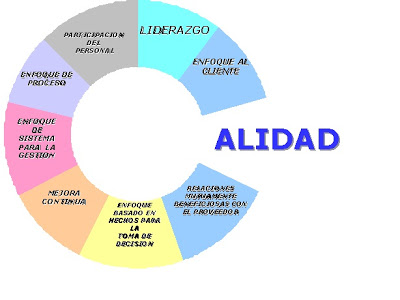 LIDERAZGO
ENFOQUE AL
CLIENTE
ALIDAD
RELACIONES
MUTUAMENTE
BENEFICIOSAS CON
EL PROVEEDOR
ENFOQUE
BASADO EN
HECHOS PARA
LA
TOMA DE
DECISION
MEJORA
CONTINUA
ENFOQUE
DE
SISTEMA
PARA LA
GESTION
ENFOQUE DE
PROCESO
PARTICIPACION
DEL
PERSONAL